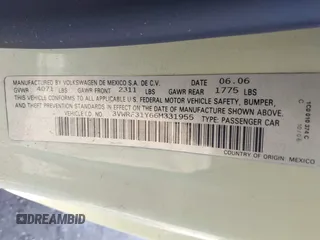 MANUFACTURED BY VOLKSWAGEN DE MEXICO S.A. DE C.V. 06.06
GVWR 4071 LBS GAWR FRONT 2311 LBS GAWR REAR 1775 LBS
THIS VEHICLE CONFORMS TO ALL APPLICABLE U.S. FEDERAL MOTOR VEHICLE SAFETY, BUMPER,
AND THEFT PREVENTION STANDARDS IN EFFECT ON THE DATE OF MANUFACTURE SHOWN ABOVE.
VEHICLE I.D.NO.: 3VWRZ31Y66M331955 TYPE: PASSENGER CAR
COUNTRY OF ORIGIN MEXICO
DREAMBID